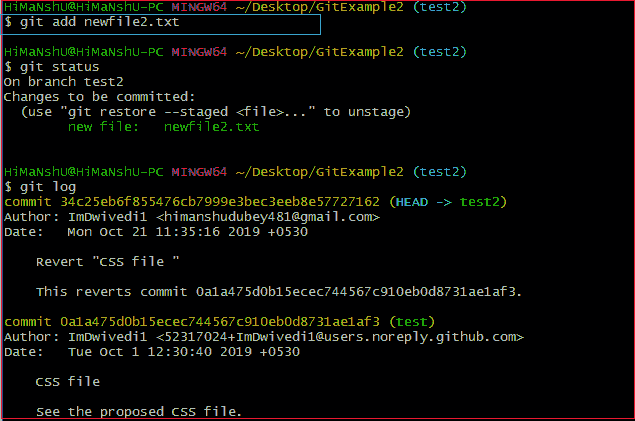 HiMaNshU@HiMaNshU-PC MINGW64 ~/Desktop/GitExample2 (test2)
$ git add newfile2.txt
HiMaNshU@HiMaNshU-PC MINGW64 ~/Desktop/GitExample2 (test2)
$ git status
On branch test2
Changes to be committed:
  (use "git restore --staged <file>..." to unstage)
        new file:   newfile2.txt
HiMaNshU@HiMaNshU-PC MINGW64 ~/Desktop/GitExample2 (test2)
$ git log
commit 34c25eb6f855476cb7999e3bec3eeb8e57727162 (HEAD -> test2)
Author: ImDwivedi1 <himanshudubey481@gmail.com>
Date:   Mon Oct 21 11:35:16 2019 +0530
    Revert "CSS file "
    This reverts commit 0a1a475d0b15ecec744567c910eb0d8731ae1af3.
commit 0a1a475d0b15ecec744567c910eb0d8731ae1af3 (test)
Author: ImDwivedi1 <52317024+ImDwivedi1@users.noreply.github.com>
Date:   Tue Oct 1 12:30:40 2019 +0530
    CSS file
    See the proposed CSS file.